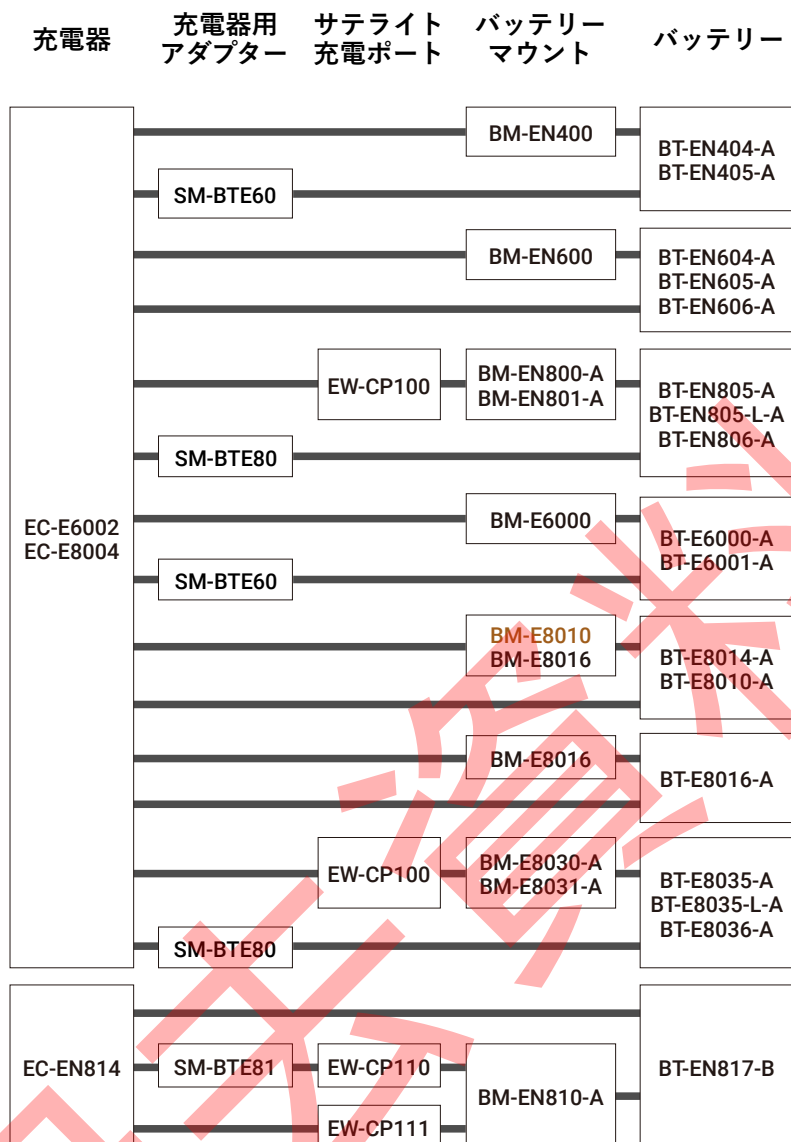 充電器
充電器用
アダプター
サテライト
充電ポート
バッテリー
マウント
バッテリー
EC-E6002
EC-E8004
BM-EN400
BT-EN404-A
BT-EN405-A
SM-BTE60
BM-EN600
BT-EN604-A
BT-EN605-A
BT-EN606-A
EW-CP100
BM-EN800-A
BM-EN801-A
BT-EN805-A
BT-EN805-L-A
BT-EN806-A
SM-BTE80
BM-E6000
BT-E6000-A
BT-E6001-A
SM-BTE60
BM-E8010
BM-E8016
BT-E8014-A
BT-E8010-A
BM-E8016
BT-E8016-A
EW-CP100
BM-E8030-A
BM-E8031-A
BT-E8035-A
BT-E8035-L-A
BT-E8036-A
SM-BTE80
EC-EN814
SM-BTE81
EW-CP110
BM-EN810-A
BT-EN817-B
EW-CP111